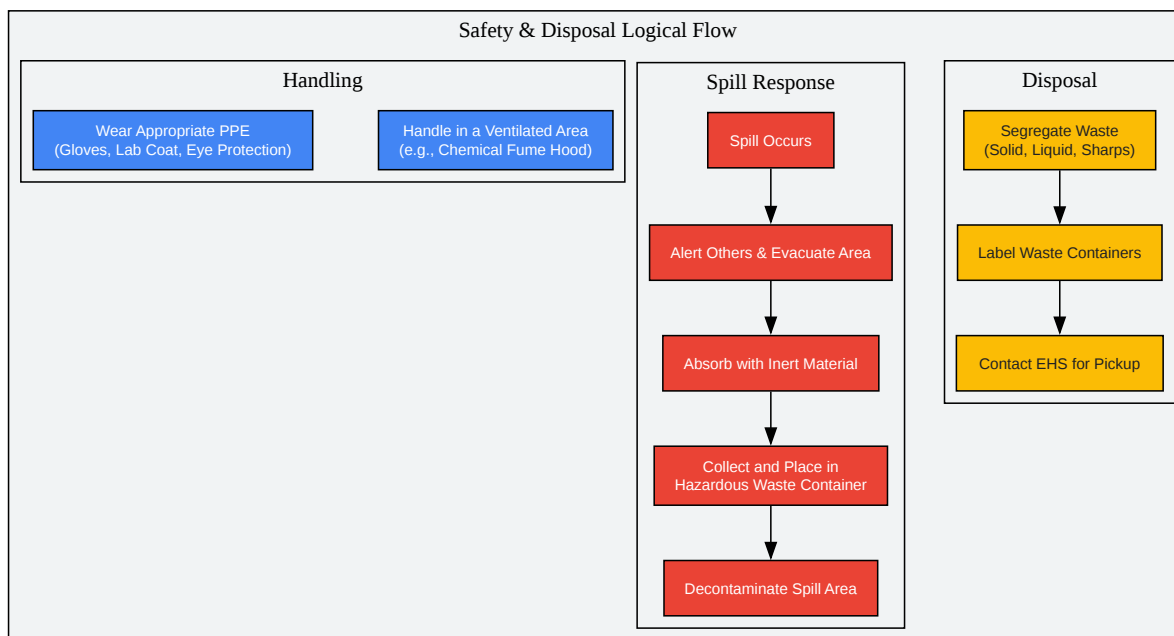 Safety & Disposal Logical Flow
Handling
Wear Appropriate PPE
(Gloves, Lab Coat, Eye Protection)
Handle in a Ventilated Area
(e.g., Chemical Fume Hood)
Spill Response
Spill Occurs
Alert Others & Evacuate Area
Absorb with Inert Material
Collect and Place in
Hazardous Waste Container
Decontaminate Spill Area
Disposal
Segregate Waste
(Solid, Liquid, Sharps)
Label Waste Containers
Contact EHS for Pickup